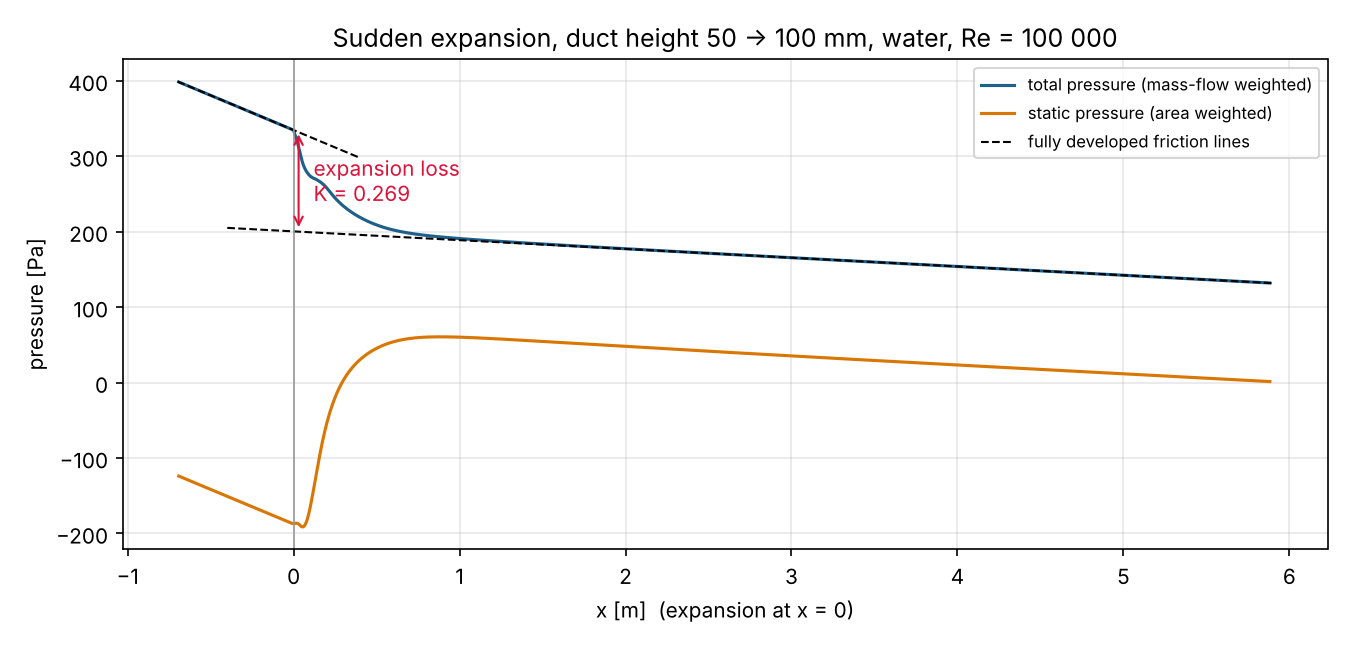 Sudden expansion, duct height 50 → 100 mm, water, Re = 100 000
total pressure (mass-flow weighted)
static pressure (area weighted)
fully developed friction lines
expansion loss
K = 0.269
pressure [Pa]
400
300
200
100
0
−100
−200
−1
0
1
2
3
4
5
6
x [m]  (expansion at x = 0)